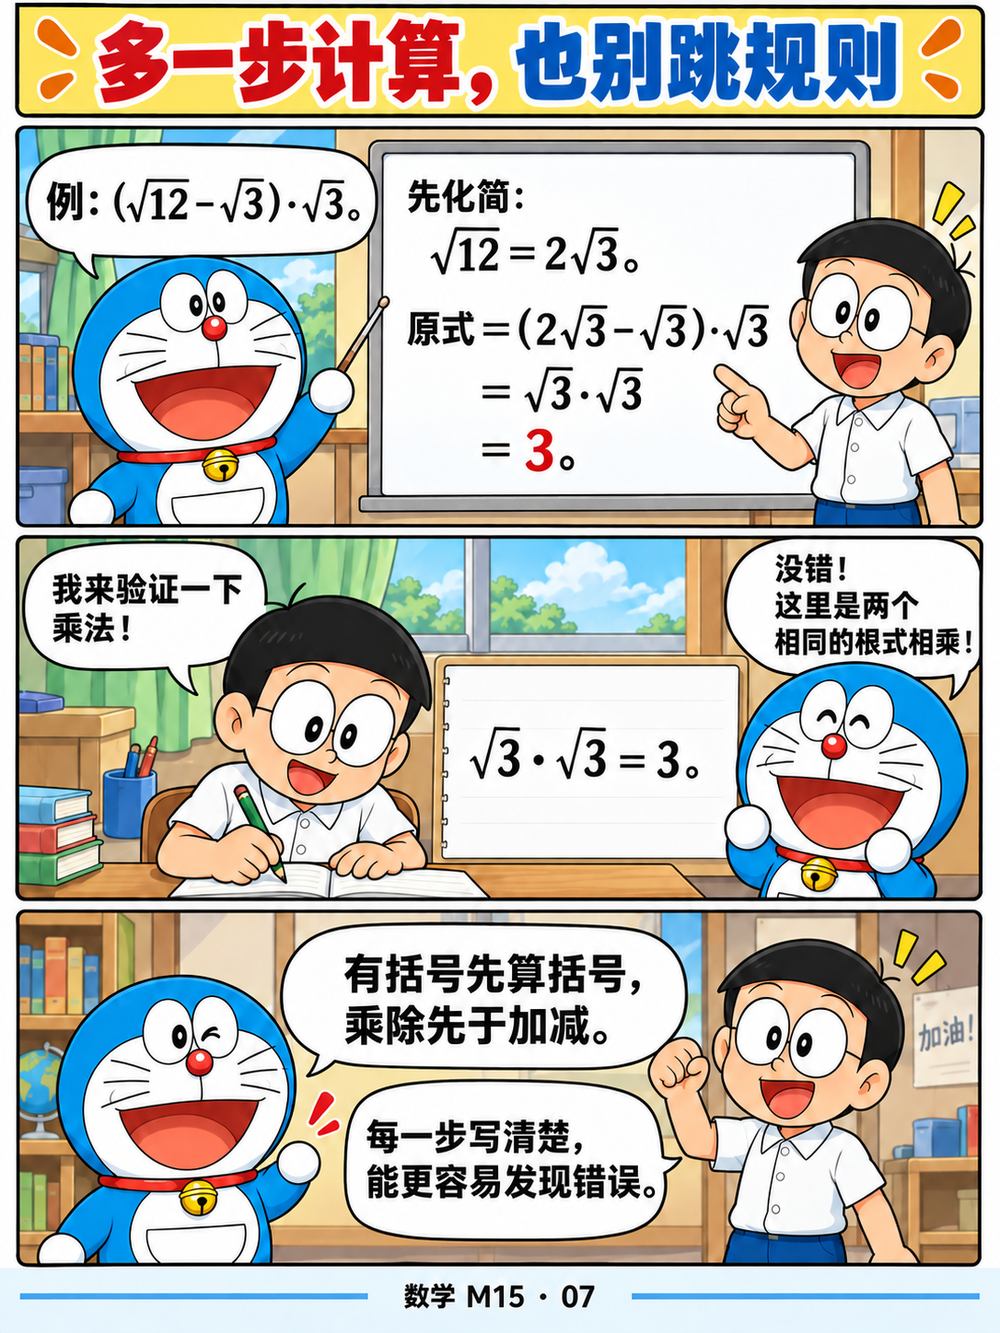 多一步计算，也别跳规则
例：(√12－√3)·√3。
先化简：
√12＝2√3。
原式＝(2√3－√3)·√3
＝√3·√3
＝3。
我来验证一下
乘法！
没错！
这里是两个
相同的根式相乘！
√3·√3＝3。
有括号先算括号，
乘除先于加减。
每一步写清楚，
能更容易发现错误。
加油！
数学 M15 · 07